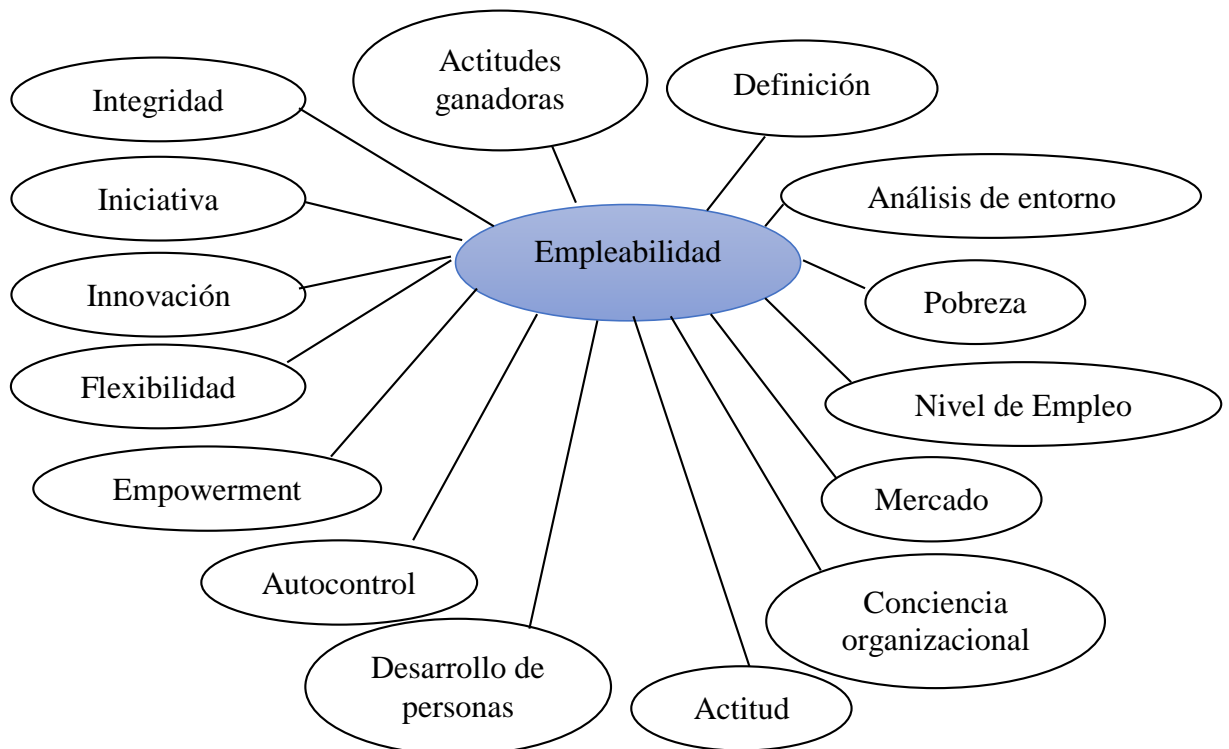 Actitudes
ganadoras
Definición
Integridad
Iniciativa
Análisis de entorno
Empleabilidad
Innovación
Pobreza
Flexibilidad
Nivel de Empleo
Empowerment
Mercado
Autocontrol
Conciencia
organizacional
Desarrollo de
personas
Actitud